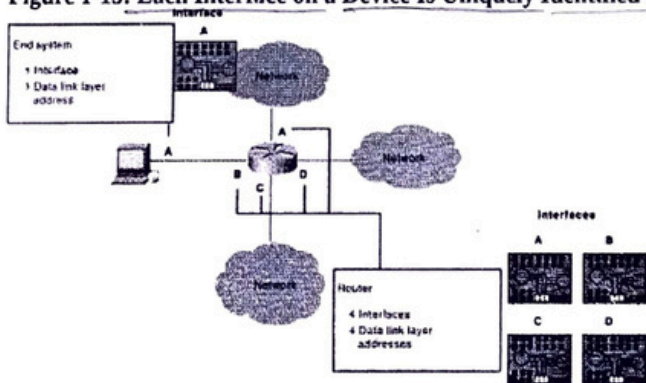 Figure 1-13: Each Interface on a Device Is Uniquely Identified
Interface
A
End system
1 Interface
1 Data link layer
address
Network
A
A
Network
B
C
D
Network
Router
4 Interfaces
4 Data link layer
addresses
Interfaces
A
B
C
D